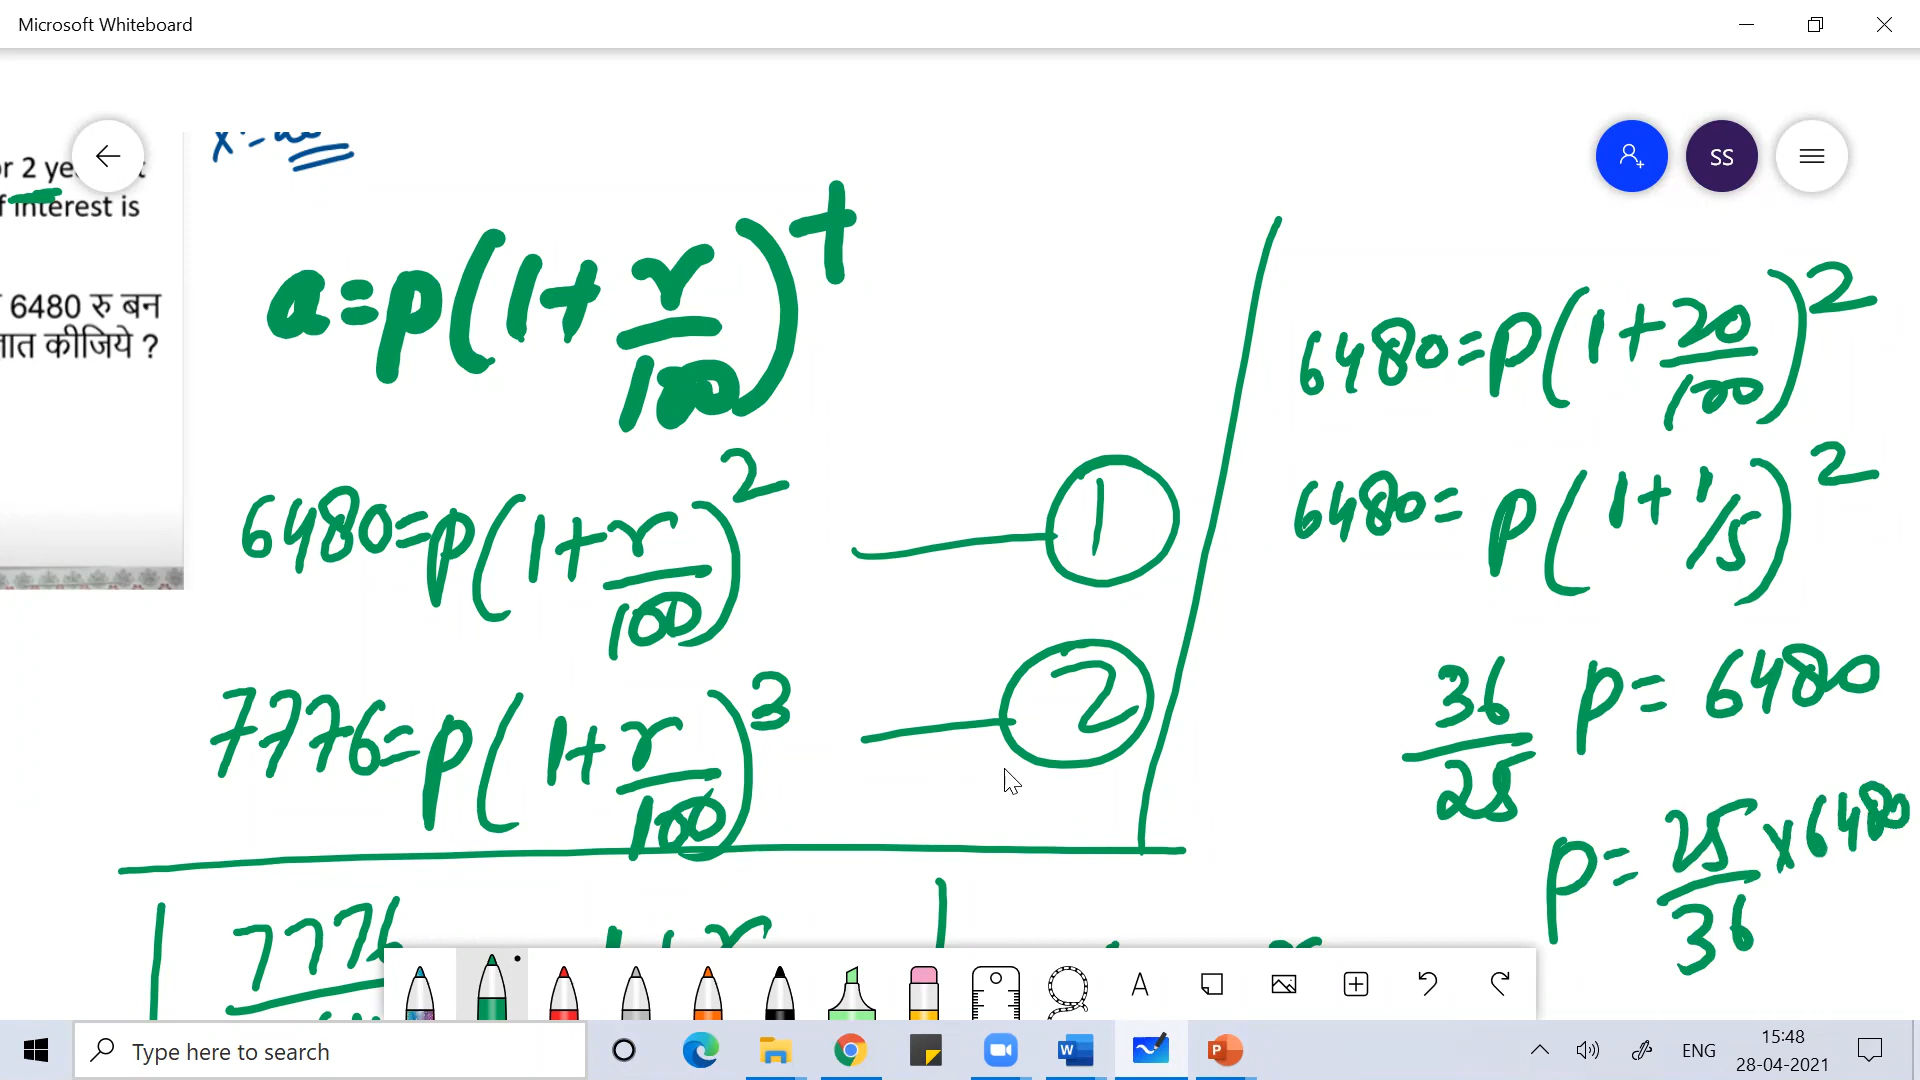 Microsoft Whiteboard
r 2 ye
f interest is
6480 रु बन
कीजिये ?
SS
a=p(1+r/100)^t
6480=p(1+r/100)^2 1
7776=p(1+r/100)^3 2
7776
6480=p(1+20/100)^2
6480=p(1+1/5)^2
36/25 p=6480
p=25/36×6480
A
Type here to search
W
P
ENG
15:48
28-04-2021